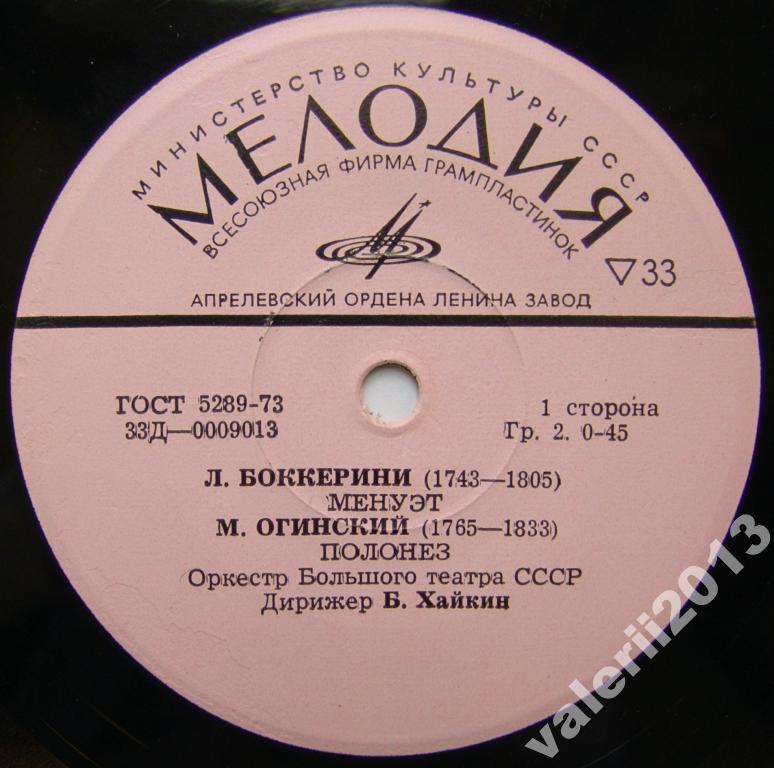 МИНИСТЕРСТВО КУЛЬТУРЫ СССР
МЕЛОДИЯ
ВСЕСОЮЗНАЯ ФИРМА ГРАМПЛАСТИНОК
▽33
АПРЕЛЕВСКИЙ ОРДЕНА ЛЕНИНА ЗАВОД
ГОСТ 5289-73
33Д—0009013
1 сторона
Гр. 2. 0-45
Л. БОККЕРИНИ (1743—1805)
МЕНУЭТ
М. ОГИНСКИЙ (1765—1833)
ПОЛОНЕЗ
Оркестр Большого театра СССР
Дирижер Б. Хайкин
valerii2013